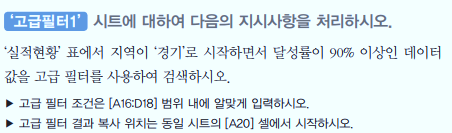 ‘고급필터1’ 시트에 대하여 다음의 지시사항을 처리하시오.
‘실적현황’ 표에서 지역이 ‘경기’로 시작하면서 달성률이 90% 이상인 데이터
값을 고급 필터를 사용하여 검색하시오.
▶ 고급 필터 조건은 [A16:D18] 범위 내에 알맞게 입력하시오.
▶ 고급 필터 결과 복사 위치는 동일 시트의 [A20] 셀에서 시작하시오.